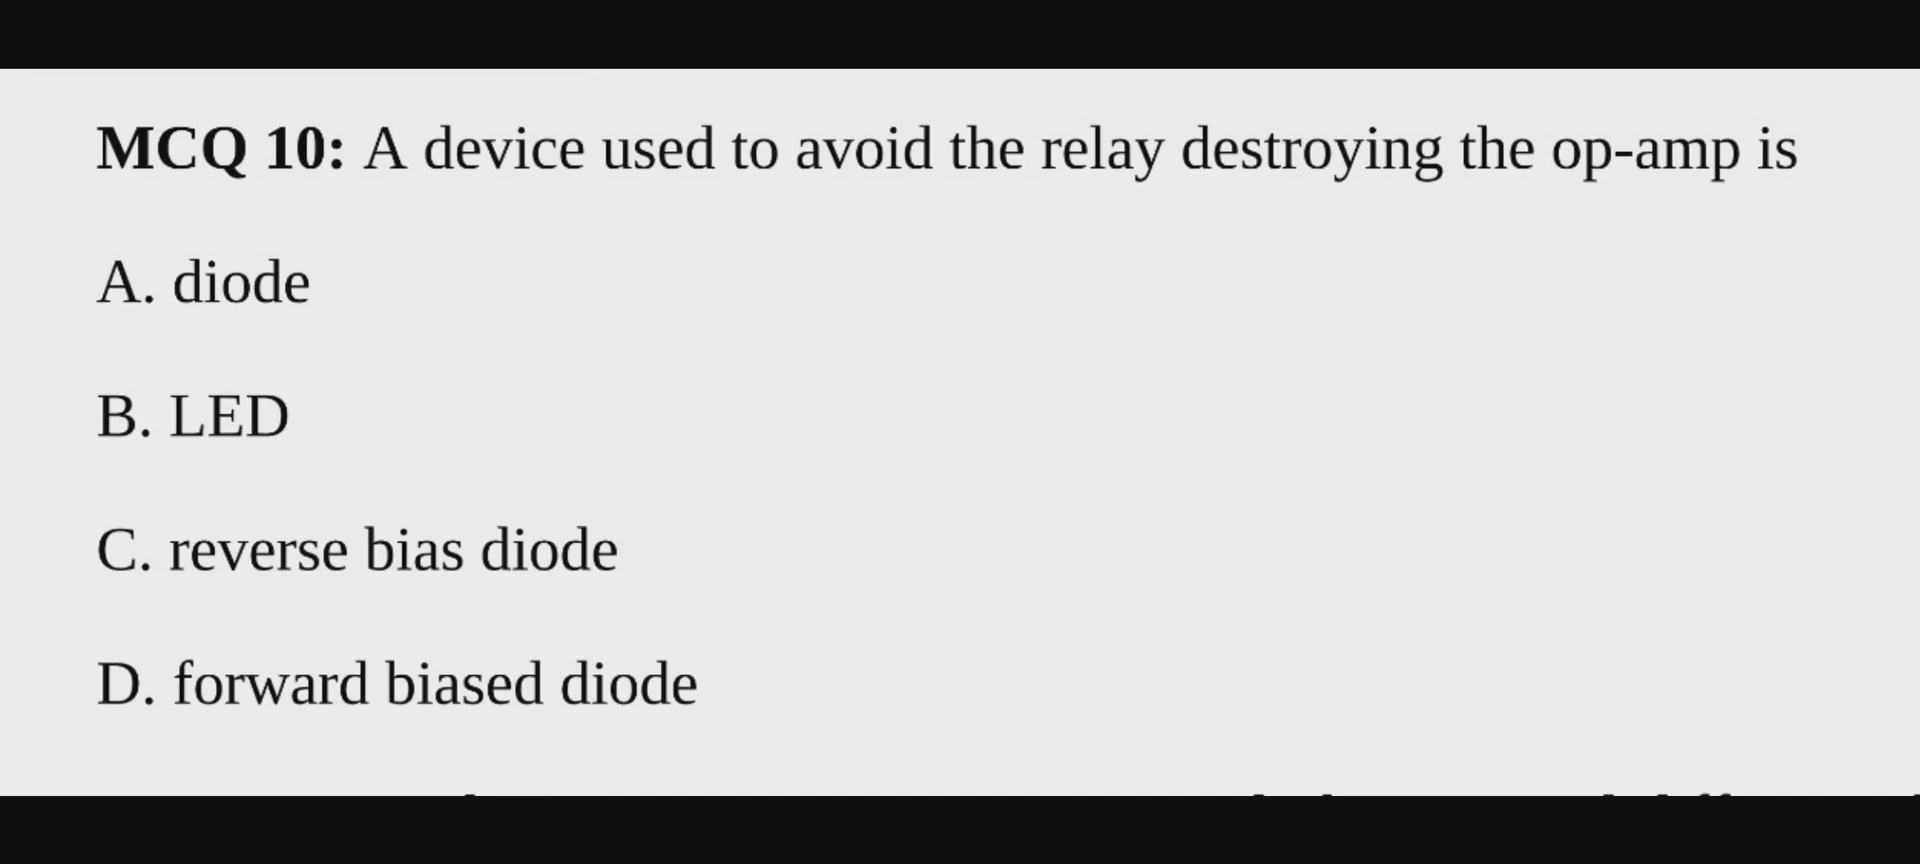 MCQ 10: A device used to avoid the relay destroying the op-amp is
A. diode
B. LED
C. reverse bias diode
D. forward biased diode